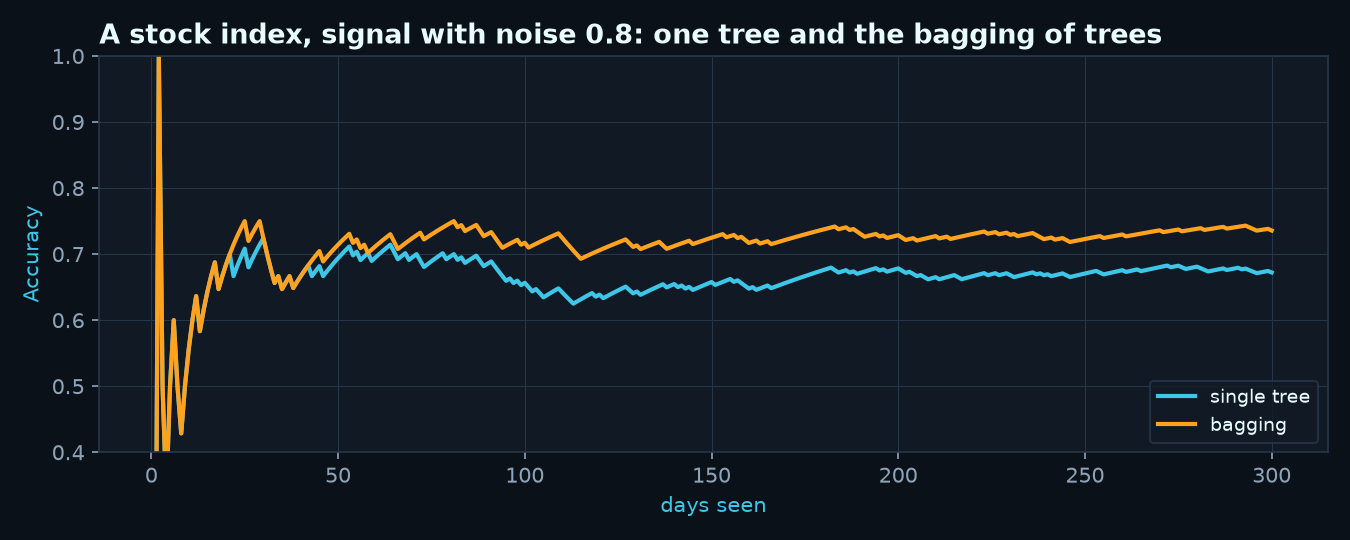 A stock index, signal with noise 0.8: one tree and the bagging of trees
1.0
0.9
0.8
0.7
0.6
0.5
0.4
Accuracy
0
50
100
150
200
250
300
days seen
single tree
bagging